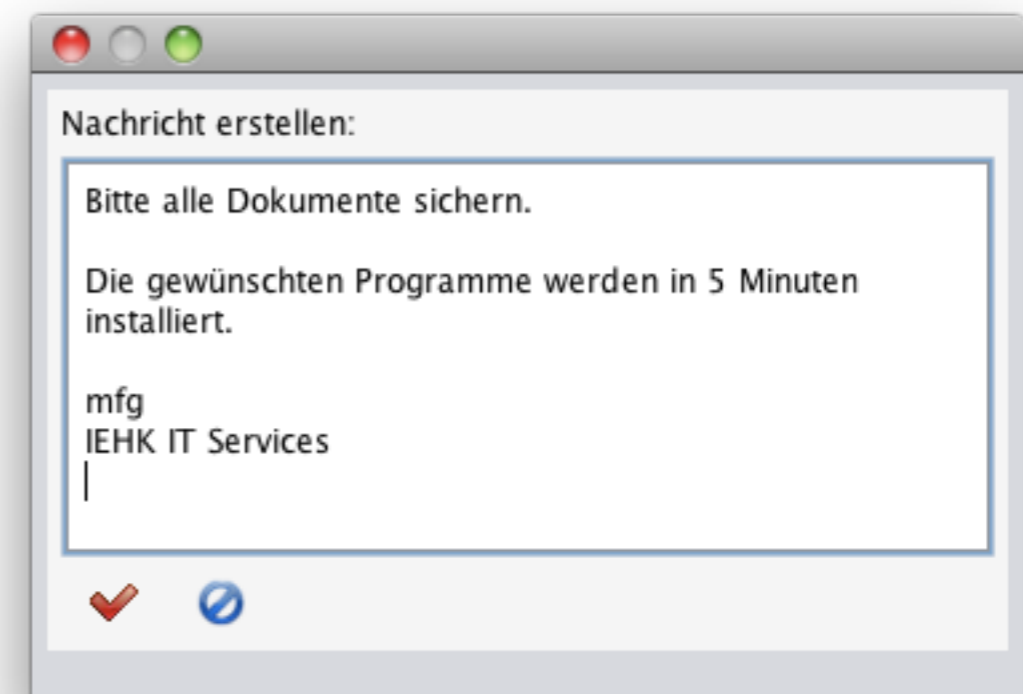 Nachricht erstellen:
Bitte alle Dokumente sichern.
Die gewünschten Programme werden in 5 Minuten
installiert.
mfg
IEHK IT Services